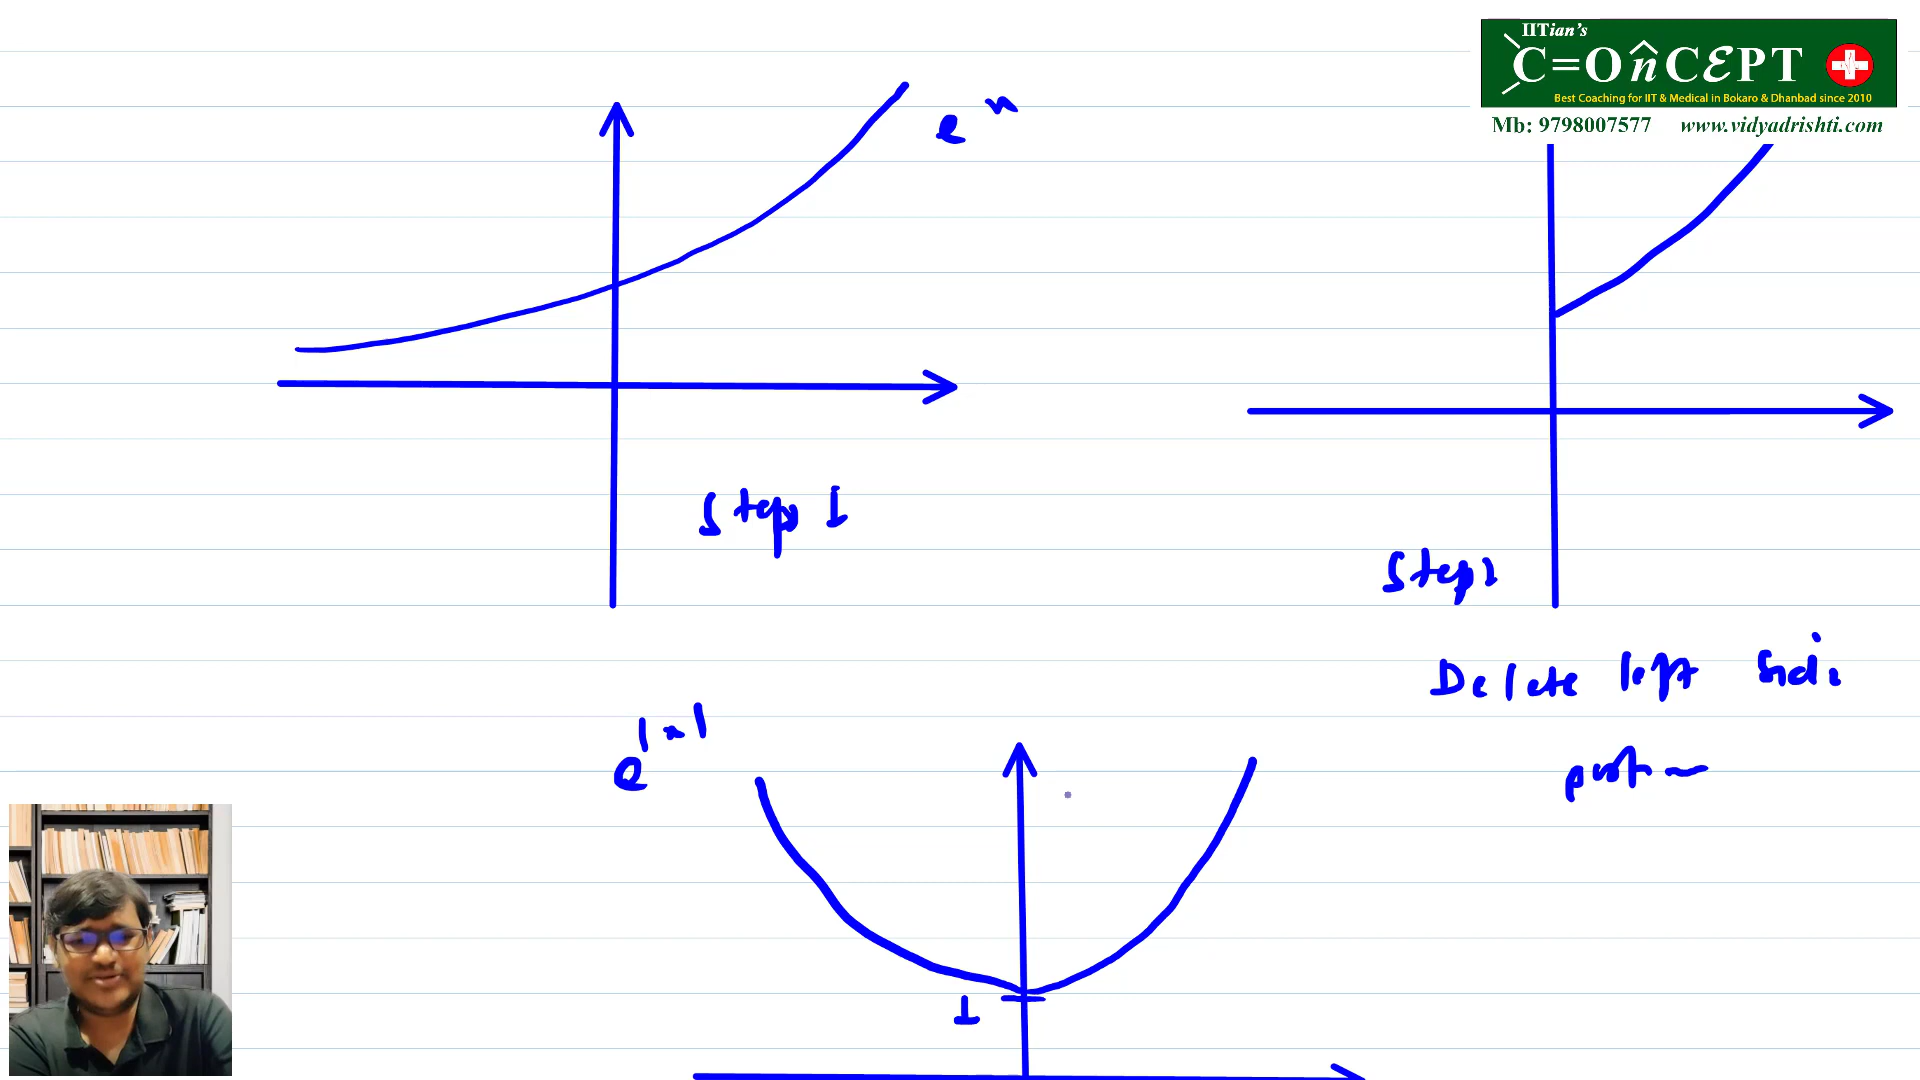 IITian's
C=OnCEPT
Best Coaching for IIT & Medical in Bokaro & Dhanbad since 2010
Mb: 9798007577 www.vidyadrishti.com
e^x
Step 1
Step 2
Delete left side
part
e^|x|
1